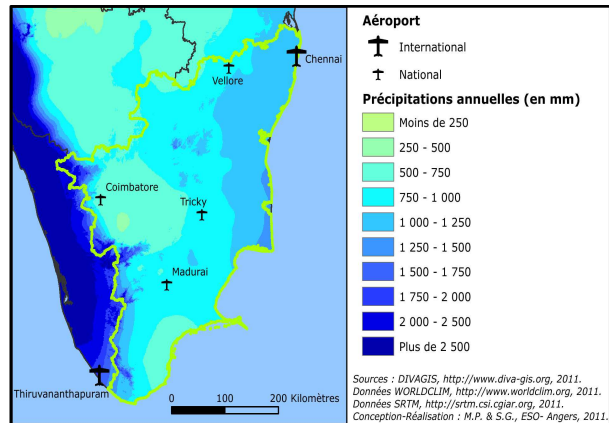 Chennai
Vellore
Coimbatore
Tricky
Madurai
Thiruvananthapuram
0 100 200 Kilomètres
Aéroport
International
National
Précipitations annuelles (en mm)
Moins de 250
250 - 500
500 - 750
750 - 1 000
1 000 - 1 250
1 250 - 1 500
1 500 - 1 750
1 750 - 2 000
2 000 - 2 500
Plus de 2 500
Sources : DIVAGIS, http://www.diva-gis.org, 2011.
Données WORLDCLIM, http://www.worldclim.org, 2011.
Données SRTM, http://srtm.csi.cgiar.org, 2011.
Conception-Réalisation : M.P. & S.G., ESO- Angers, 2011.